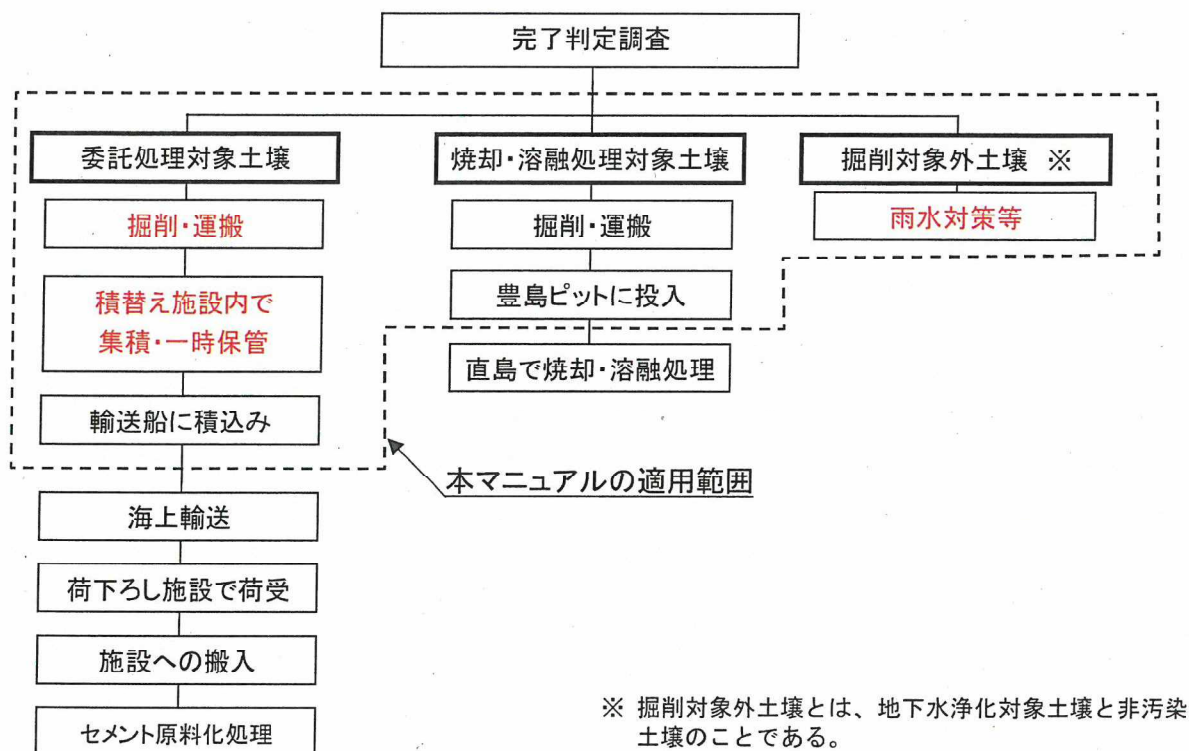 完了判定調査
委託処理対象土壌
掘削・運搬
積替え施設内で
集積・一時保管
輸送船に積込み
海上輸送
荷下ろし施設で荷受
施設への搬入
セメント原料化処理
焼却・溶融処理対象土壌
掘削・運搬
豊島ピットに投入
直島で焼却・溶融処理
掘削対象外土壌 ※
雨水対策等
本マニュアルの適用範囲
※ 掘削対象外土壌とは、地下水浄化対象土壌と非汚染
土壌のことである。